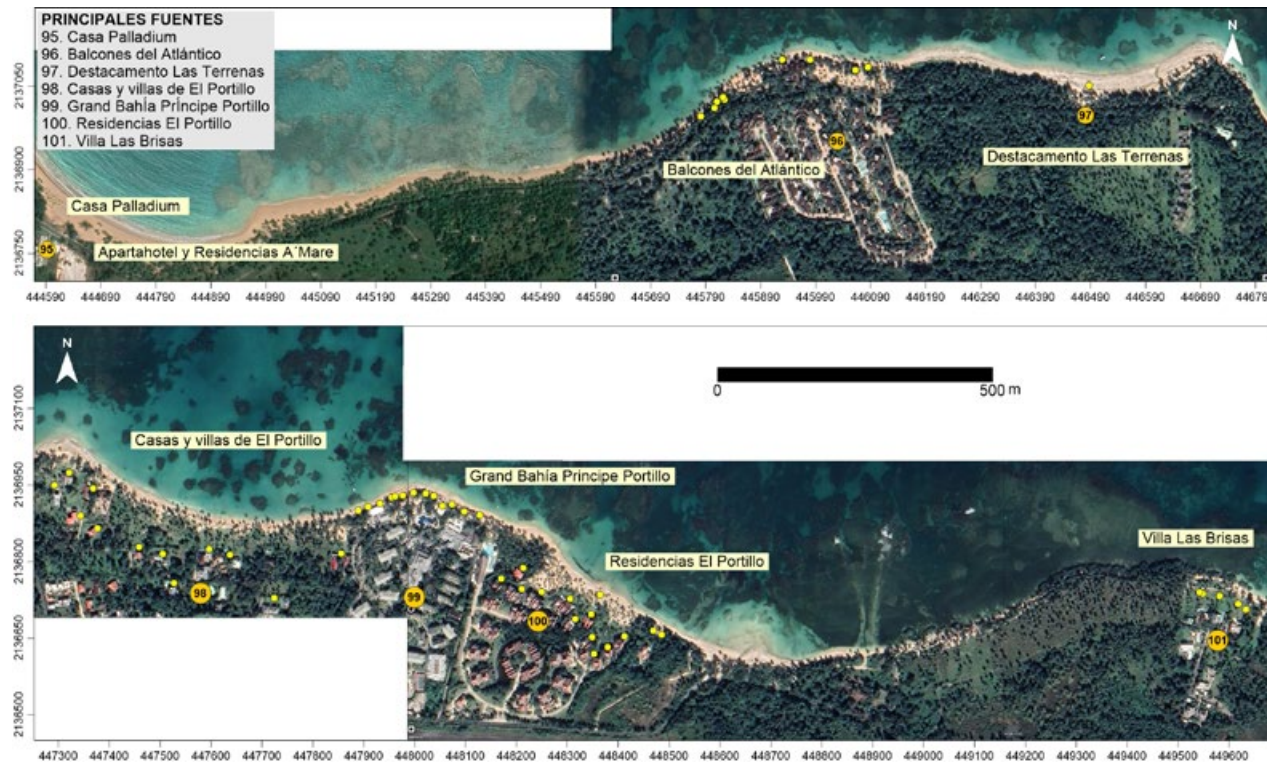 PRINCIPALES FUENTES
95. Casa Palladium
96. Balcones del Atlántico
97. Destacamento Las Terrenas
98. Casas y villas de El Portillo
99. Grand Bahía Príncipe Portillo
100. Residencias El Portillo
101. Villa Las Brisas
N
2137050
2136900
2136750
97
96
Destacamento Las Terrenas
Balcones del Atlántico
Casa Palladium
95
Apartahotel y Residencias A´Mare
444590 444690 444790 444890 444990 445090 445190 445290 445390 445490 445590 445690 445790 445890 445990 446090 446190 446290 446390 446490 446590 446690 446790
N
0 500 m
2137100
2136950
2136800
2136650
2136500
Casas y villas de El Portillo
Grand Bahía Príncipe Portillo
Villa Las Brisas
Residencias El Portillo
98
99
100
101
447300 447400 447500 447600 447700 447800 447900 448000 448100 448200 448300 448400 448500 448600 448700 448800 448900 449000 449100 449200 449300 449400 449500 449600